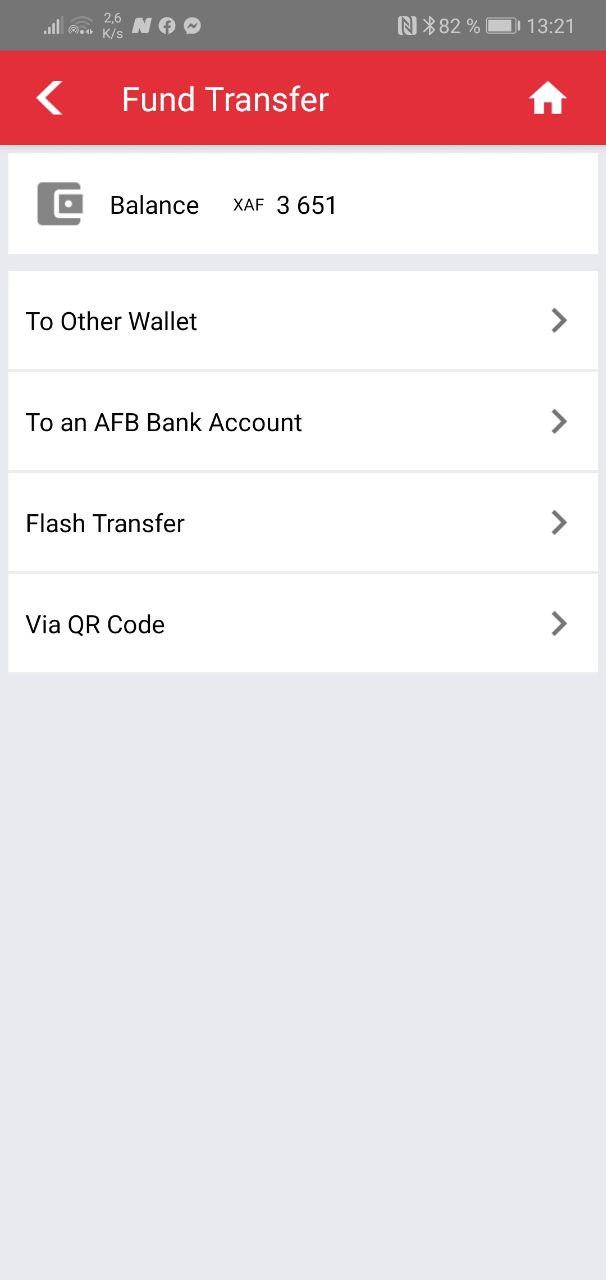 2,6
K/s
82 %
13:21
Fund Transfer
Balance XAF 3 651
To Other Wallet
To an AFB Bank Account
Flash Transfer
Via QR Code